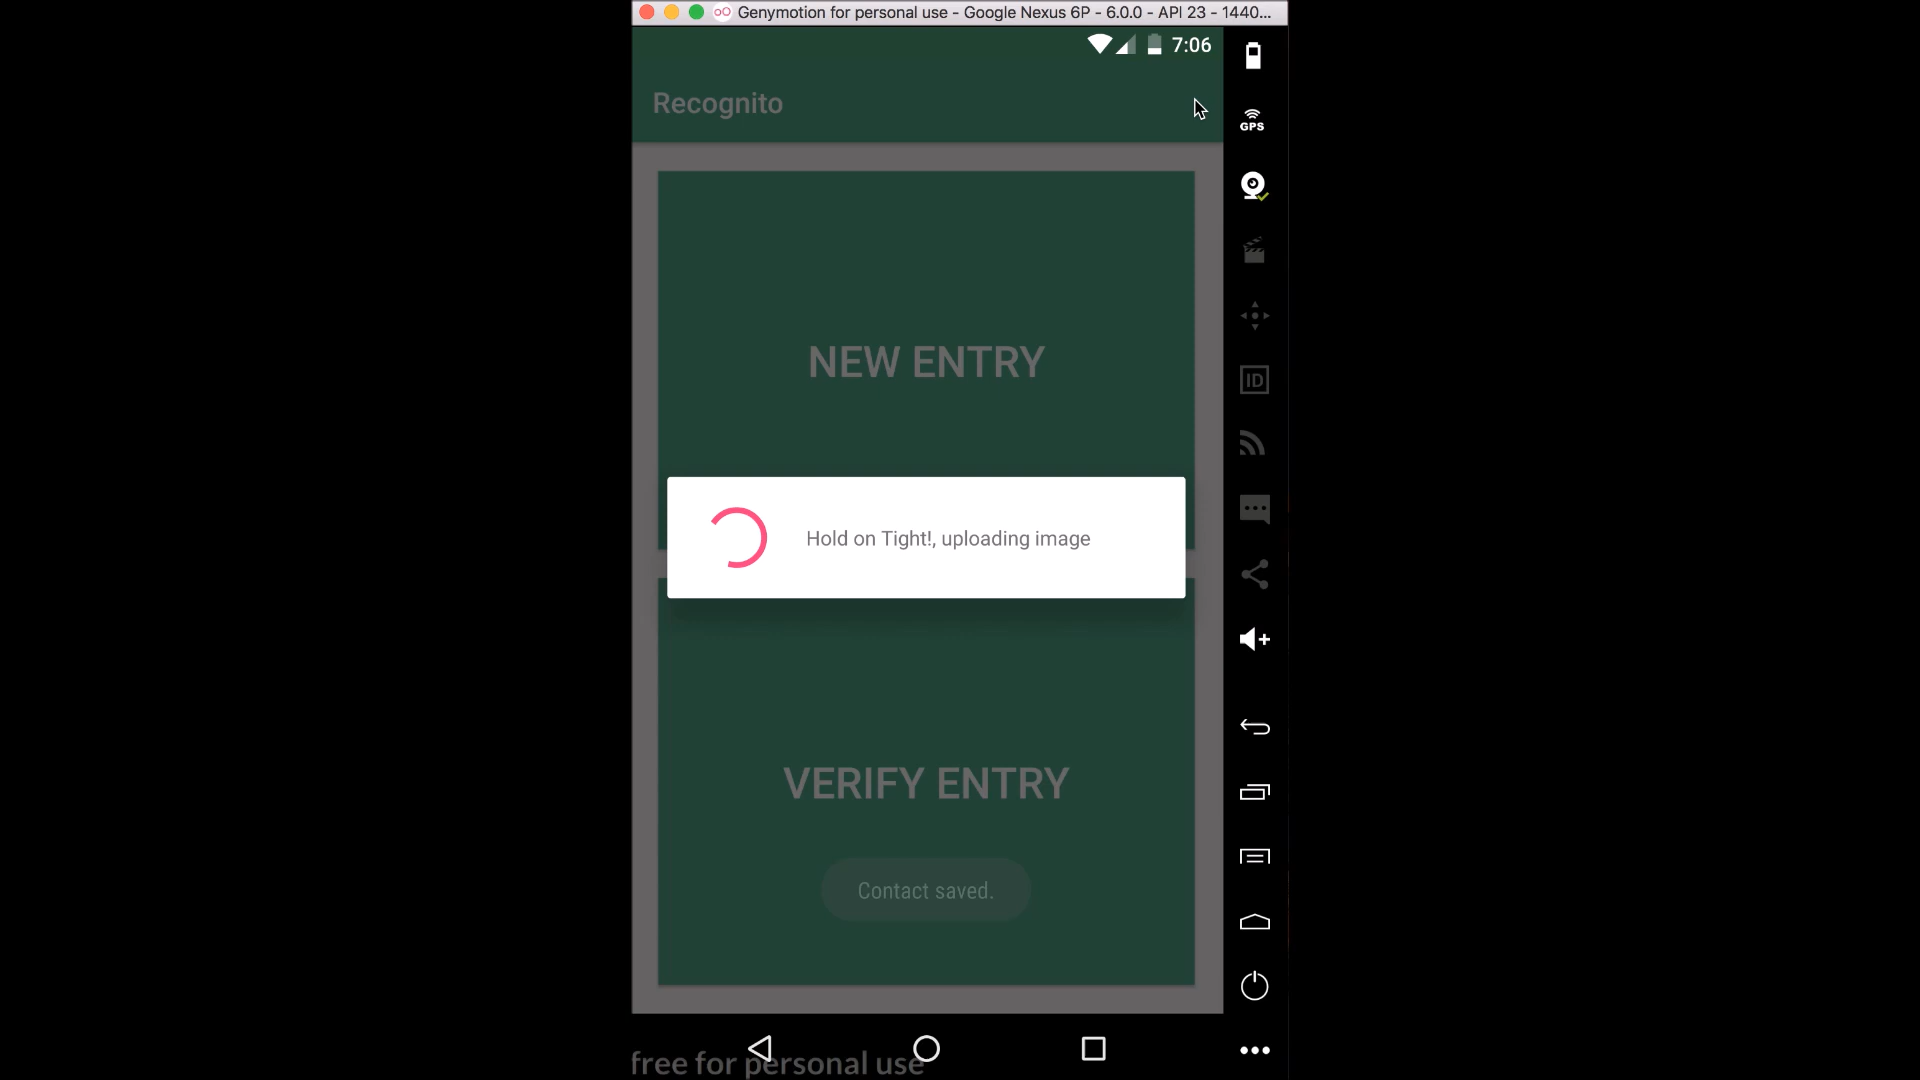 Genymotion for personal use - Google Nexus 6P - 6.0.0 - API 23 - 1440...
7:06
Recognito
GPS
NEW ENTRY
ID
Hold on Tight!, uploading image
VERIFY ENTRY
Contact saved.
free for personal use